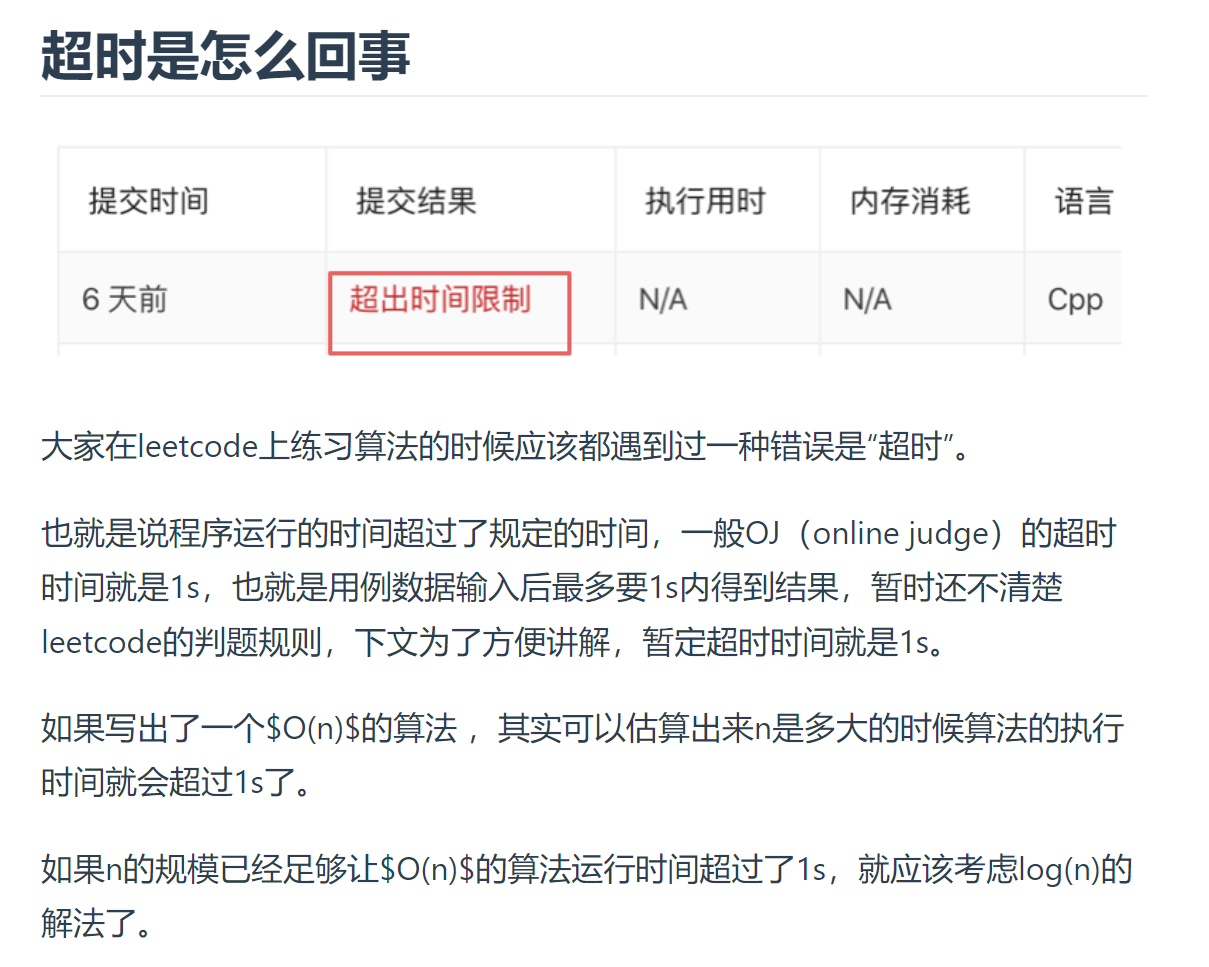 超时是怎么回事
提交时间 提交结果 执行用时 内存消耗 语言
6 天前 超出时间限制 N/A N/A Cpp
大家在leetcode上练习算法的时候应该都遇到过一种错误是“超时”。
也就是说程序运行的时间超过了规定的时间，一般OJ（online judge）的超时
时间就是1s，也就是用例数据输入后最多要1s内得到结果，暂时还不清楚
leetcode的判题规则，下文为了方便讲解，暂定超时时间就是1s。
如果写出了一个$O(n)$的算法 ，其实可以估算出来n是多大的时候算法的执行
时间就会超过1s了。
如果n的规模已经足够让$O(n)$的算法运行时间超过了1s，就应该考虑log(n)的
解法了。